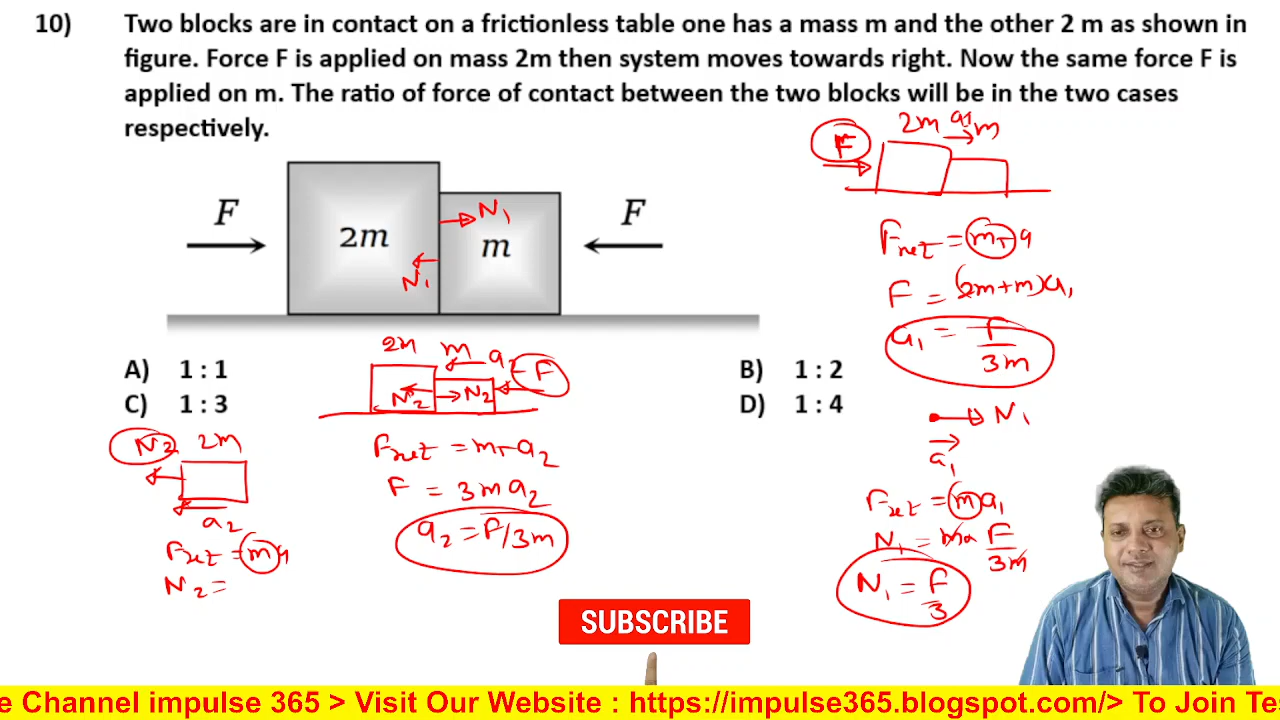 10) Two blocks are in contact on a frictionless table one has a mass m and the other 2 m as shown in
figure. Force F is applied on mass 2m then system moves towards right. Now the same force F is
applied on m. The ratio of force of contact between the two blocks will be in the two cases
respectively.
F
2m
m
F
N₁
N₁
A) 1 : 1
B) 1 : 2
C) 1 : 3
D) 1 : 4
F
2m
a₁
m
Fnet = mT a
F = (2m+m)a₁
a₁ = F/3m
N₁
a₁
Fnet = m a₁
N₁ = m × F/3m
N₁ = F/3
2m
m
a₂
F
N₂
N₂
Fnet = mT a₂
F = 3m a₂
a₂ = F/3m
N₂
2m
a₂
Fnet = m a
N₂ =
SUBSCRIBE
e Channel impulse 365 > Visit Our Website : https://impulse365.blogspot.com/> To Join Te